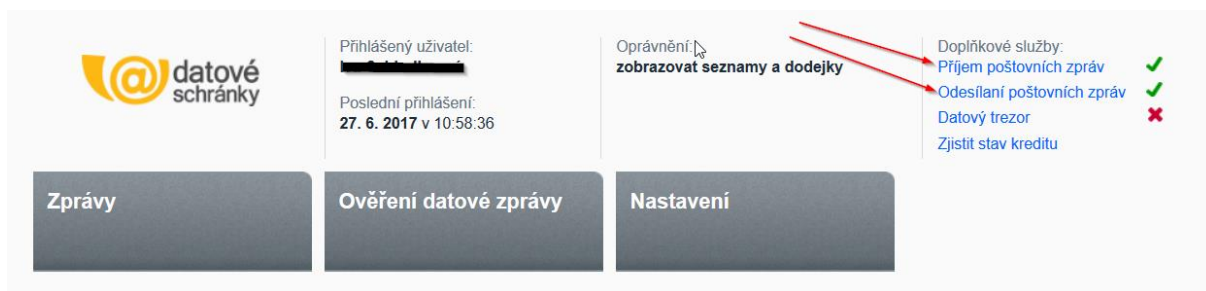 datové
schránky
Přihlášený uživatel:
Poslední přihlášení:
27. 6. 2017 v 10:58:36
Oprávnění:
zobrazovat seznamy a dodejky
Doplňkové služby:
Příjem poštovních zpráv
Odesílaní poštovních zpráv
Datový trezor
Zjistit stav kreditu
Zprávy
Ověření datové zprávy
Nastavení